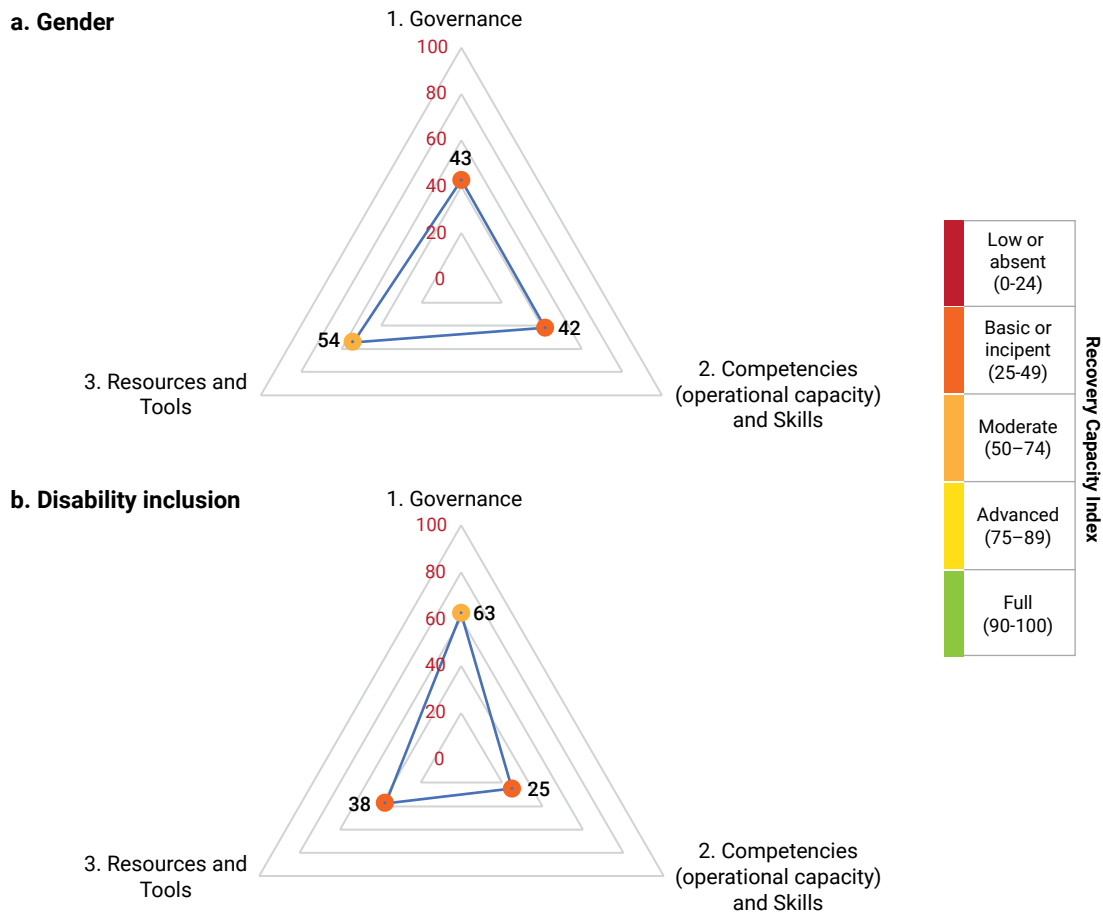 a. Gender
1. Governance
100
80
60
43
40
20
0
42
54
3. Resources and
Tools
2. Competencies
(operational capacity)
and Skills
b. Disability inclusion
1. Governance
100
80
63
60
40
20
0
25
38
3. Resources and
Tools
2. Competencies
(operational capacity)
and Skills
Low or
absent
(0-24)
Basic or
incipent
(25-49)
Moderate
(50–74)
Advanced
(75–89)
Full
(90-100)
Recovery Capacity Index